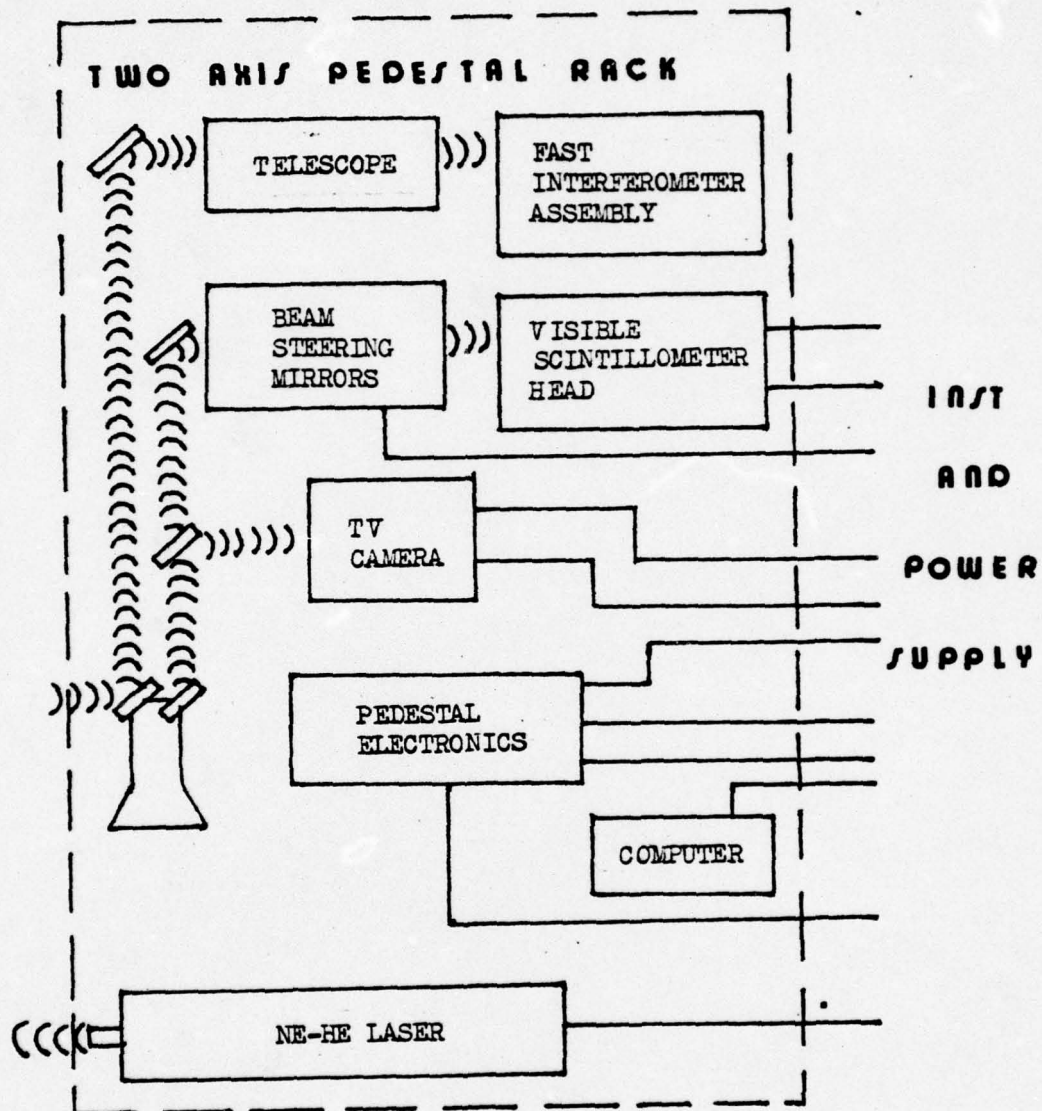 TWO AXIS PEDESTAL RACK
TELESCOPE
FAST
INTERFEROMETER
ASSEMBLY
BEAM
STEERING
MIRRORS
VISIBLE
SCINTILLOMETER
HEAD
INST
AND
POWER
SUPPLY
TV
CAMERA
PEDESTAL
ELECTRONICS
COMPUTER
NE-HE LASER